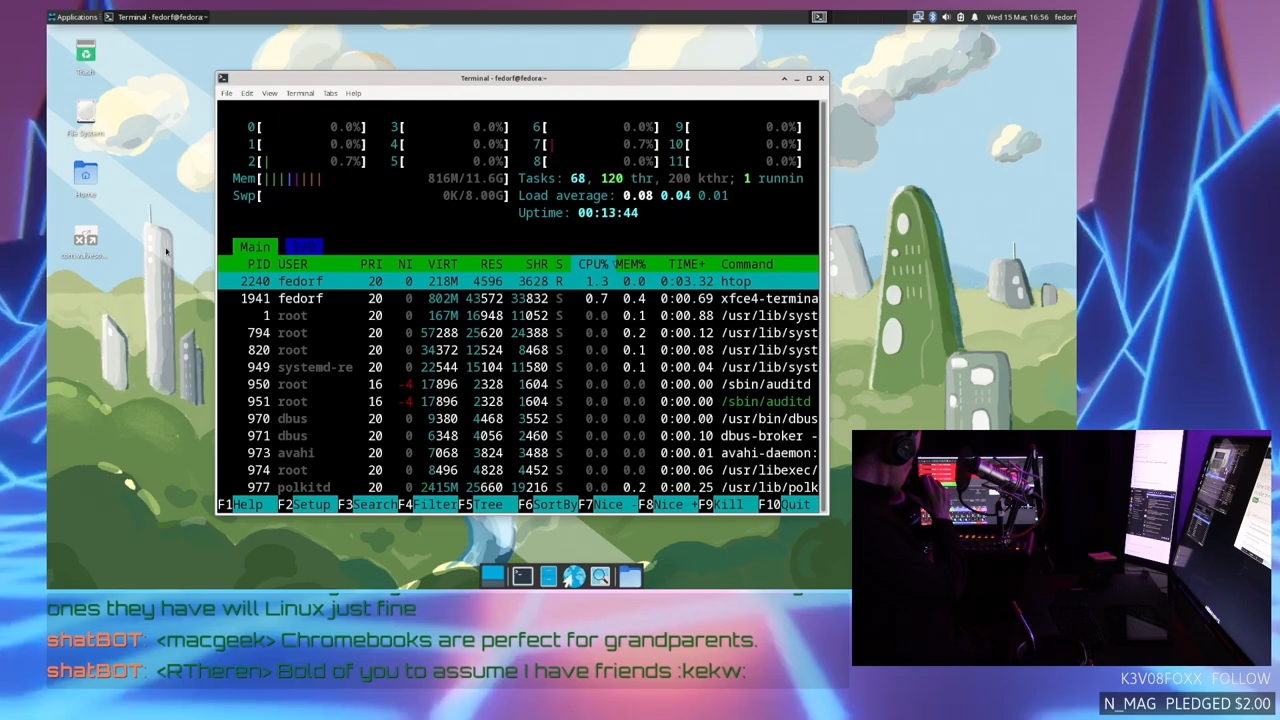 Applications
Terminal - fedorf@fedora:~
Wed 15 Mar, 16:56
fedorf
Trash
File System
Home
com.valveso...
Terminal - fedorf@fedora:~
File Edit View Terminal Tabs Help
0[ 0.0%] 3[ 0.0%] 6[ 0.0%] 9[ 0.0%]
1[ 0.0%] 4[ 0.0%] 7[| 0.7%] 10[ 0.0%]
2[| 0.7%] 5[ 0.0%] 8[ 0.0%] 11[ 0.0%]
Mem[|||||||||| 816M/11.6G] Tasks: 68, 120 thr, 200 kthr; 1 runnin
Swp[ 0K/8.00G] Load average: 0.08 0.04 0.01
Uptime: 00:13:44
Main
PID USER PRI NI VIRT RES SHR S CPU% MEM% TIME+ Command
2240 fedorf 20 0 218M 4596 3628 R 1.3 0.0 0:03.32 htop
1941 fedorf 20 0 802M 43572 33832 S 0.7 0.4 0:00.69 xfce4-termina
1 root 20 0 167M 16948 11052 S 0.0 0.1 0:00.88 /usr/lib/syst
794 root 20 0 57288 25620 24388 S 0.0 0.2 0:00.12 /usr/lib/syst
820 root 20 0 34372 12524 8468 S 0.0 0.1 0:00.08 /usr/lib/syst
949 systemd-re 20 0 22544 15104 11580 S 0.0 0.1 0:00.04 /usr/lib/syst
950 root 16 -4 17896 2328 1604 S 0.0 0.0 0:00.00 /sbin/auditd
951 root 16 -4 17896 2328 1604 S 0.0 0.0 0:00.00 /sbin/auditd
970 dbus 20 0 9380 4468 3552 S 0.0 0.0 0:00.00 /usr/bin/dbus
971 dbus 20 0 6348 4056 2460 S 0.0 0.0 0:00.10 dbus-broker -
973 avahi 20 0 7324 3824 3488 S 0.0 0.0 0:00.03 avahi-daemon:
974 root 20 0 8496 4828 4452 S 0.0 0.0 0:00.06 /usr/libexec/
977 polkitd 20 0 2415M 25660 19216 S 0.0 0.2 0:00.25 /usr/lib/polk
F1Help F2Setup F3SearchF4FilterF5Tree F6SortByF7Nice -F8Nice +F9Kill F10Quit
ones they have will Linux just fine
shatBOT: <macgeek> Chromebooks are perfect for grandparents.
shatBOT: <RTheren> Bold of you to assume I have friends :kekw:
K3V08FOXX FOLLOW
N_MAG PLEDGED $2.00